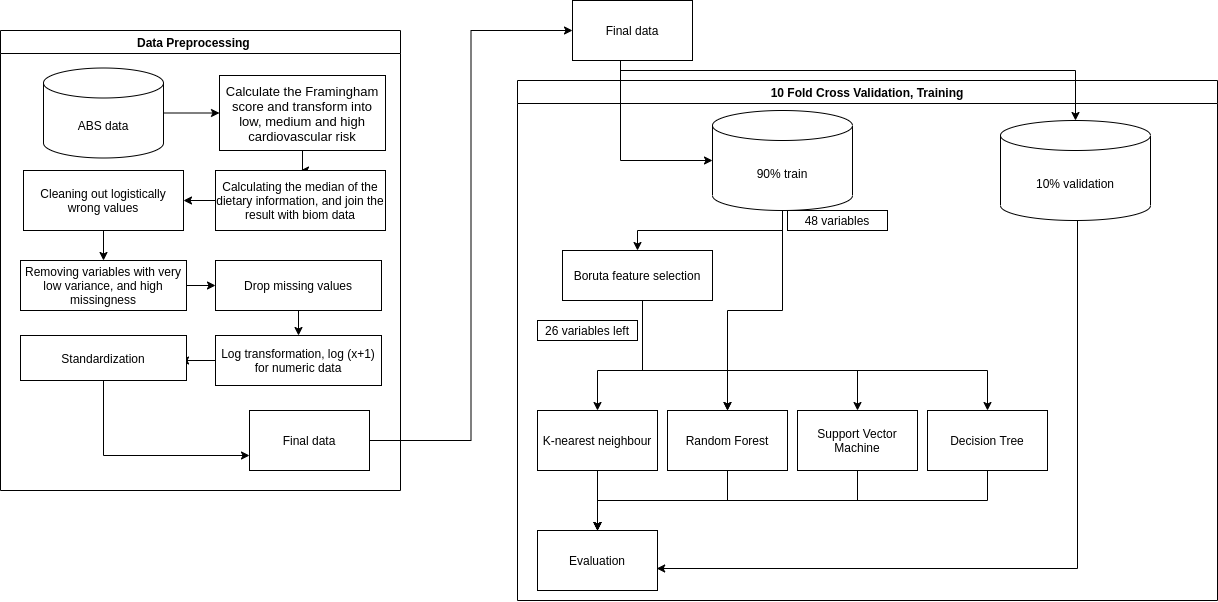 Data Preprocessing
ABS data
Calculate the Framingham
score and transform into
low, medium and high
cardiovascular risk
Cleaning out logistically
wrong values
Calculating the median of the
dietary information, and join the
result with biom data
Removing variables with very
low variance, and high
missingness
Drop missing values
Standardization
Log transformation, log (x+1)
for numeric data
Final data
Final data
10 Fold Cross Validation, Training
90% train
10% validation
48 variables
Boruta feature selection
26 variables left
K-nearest neighbour
Random Forest
Support Vector
Machine
Decision Tree
Evaluation